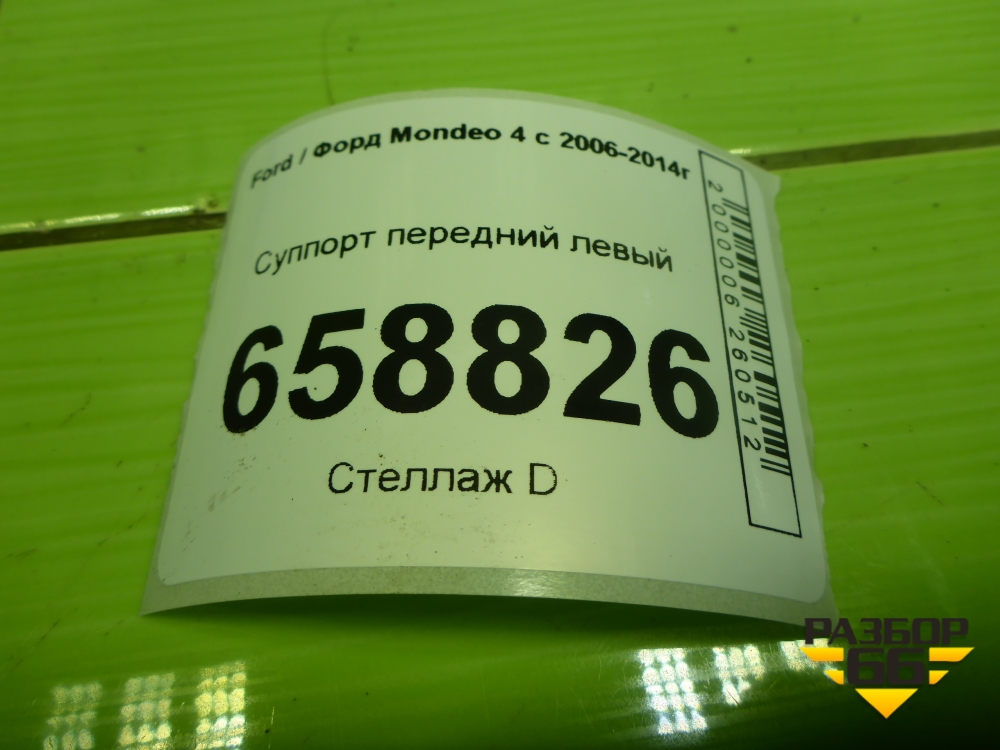 Ford / Форд Mondeo 4 с 2006-2014г
Суппорт передний левый
658826
Стеллаж D
2000006260512
РАЗБОР
66